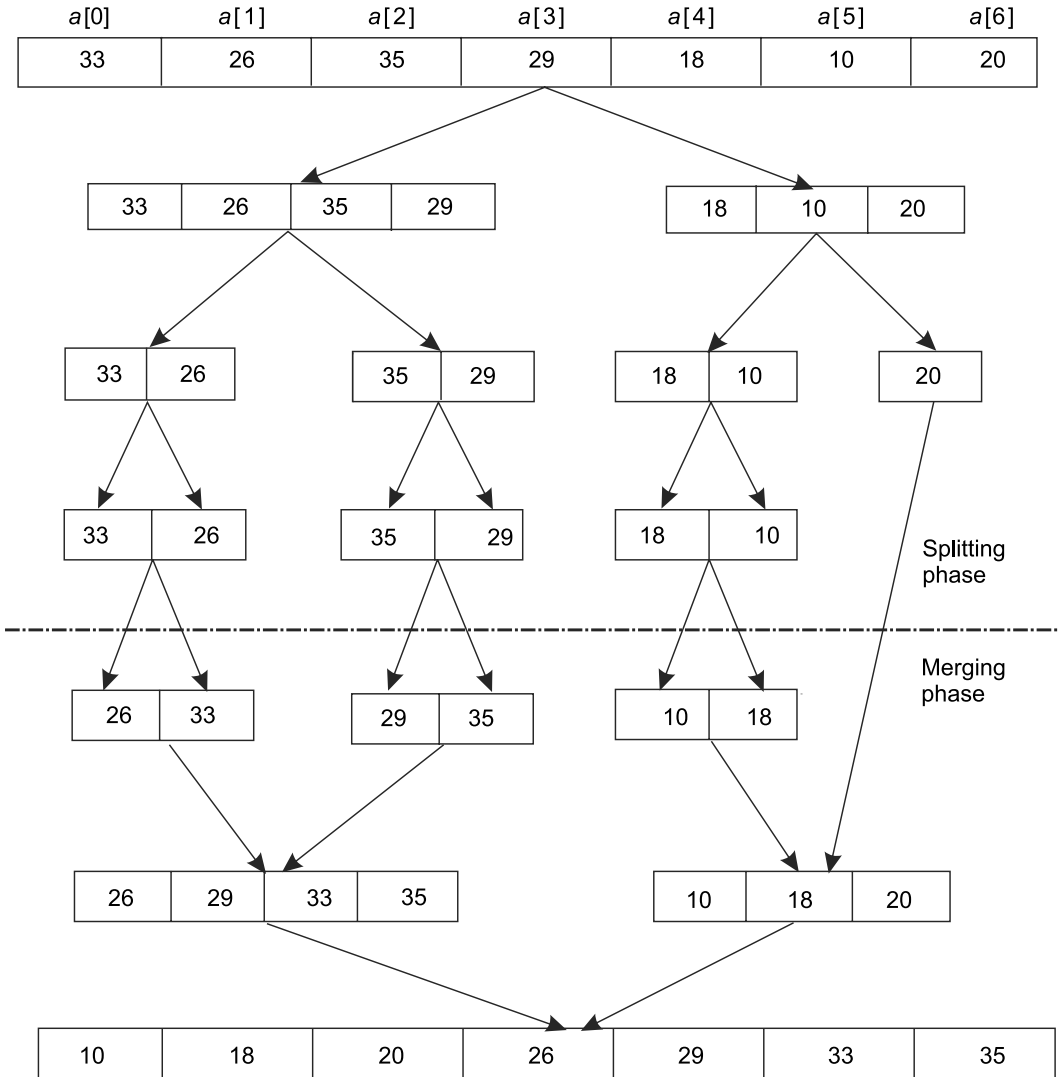 a[0] a[1] a[2] a[3] a[4] a[5] a[6]
33 26 35 29 18 10 20
33 26 35 29 18 10 20
33 26 35 29 18 10 20
33 26 35 29 18 10
Splitting
phase
Merging
phase
26 33 29 35 10 18
26 29 33 35 10 18 20
10 18 20 26 29 33 35